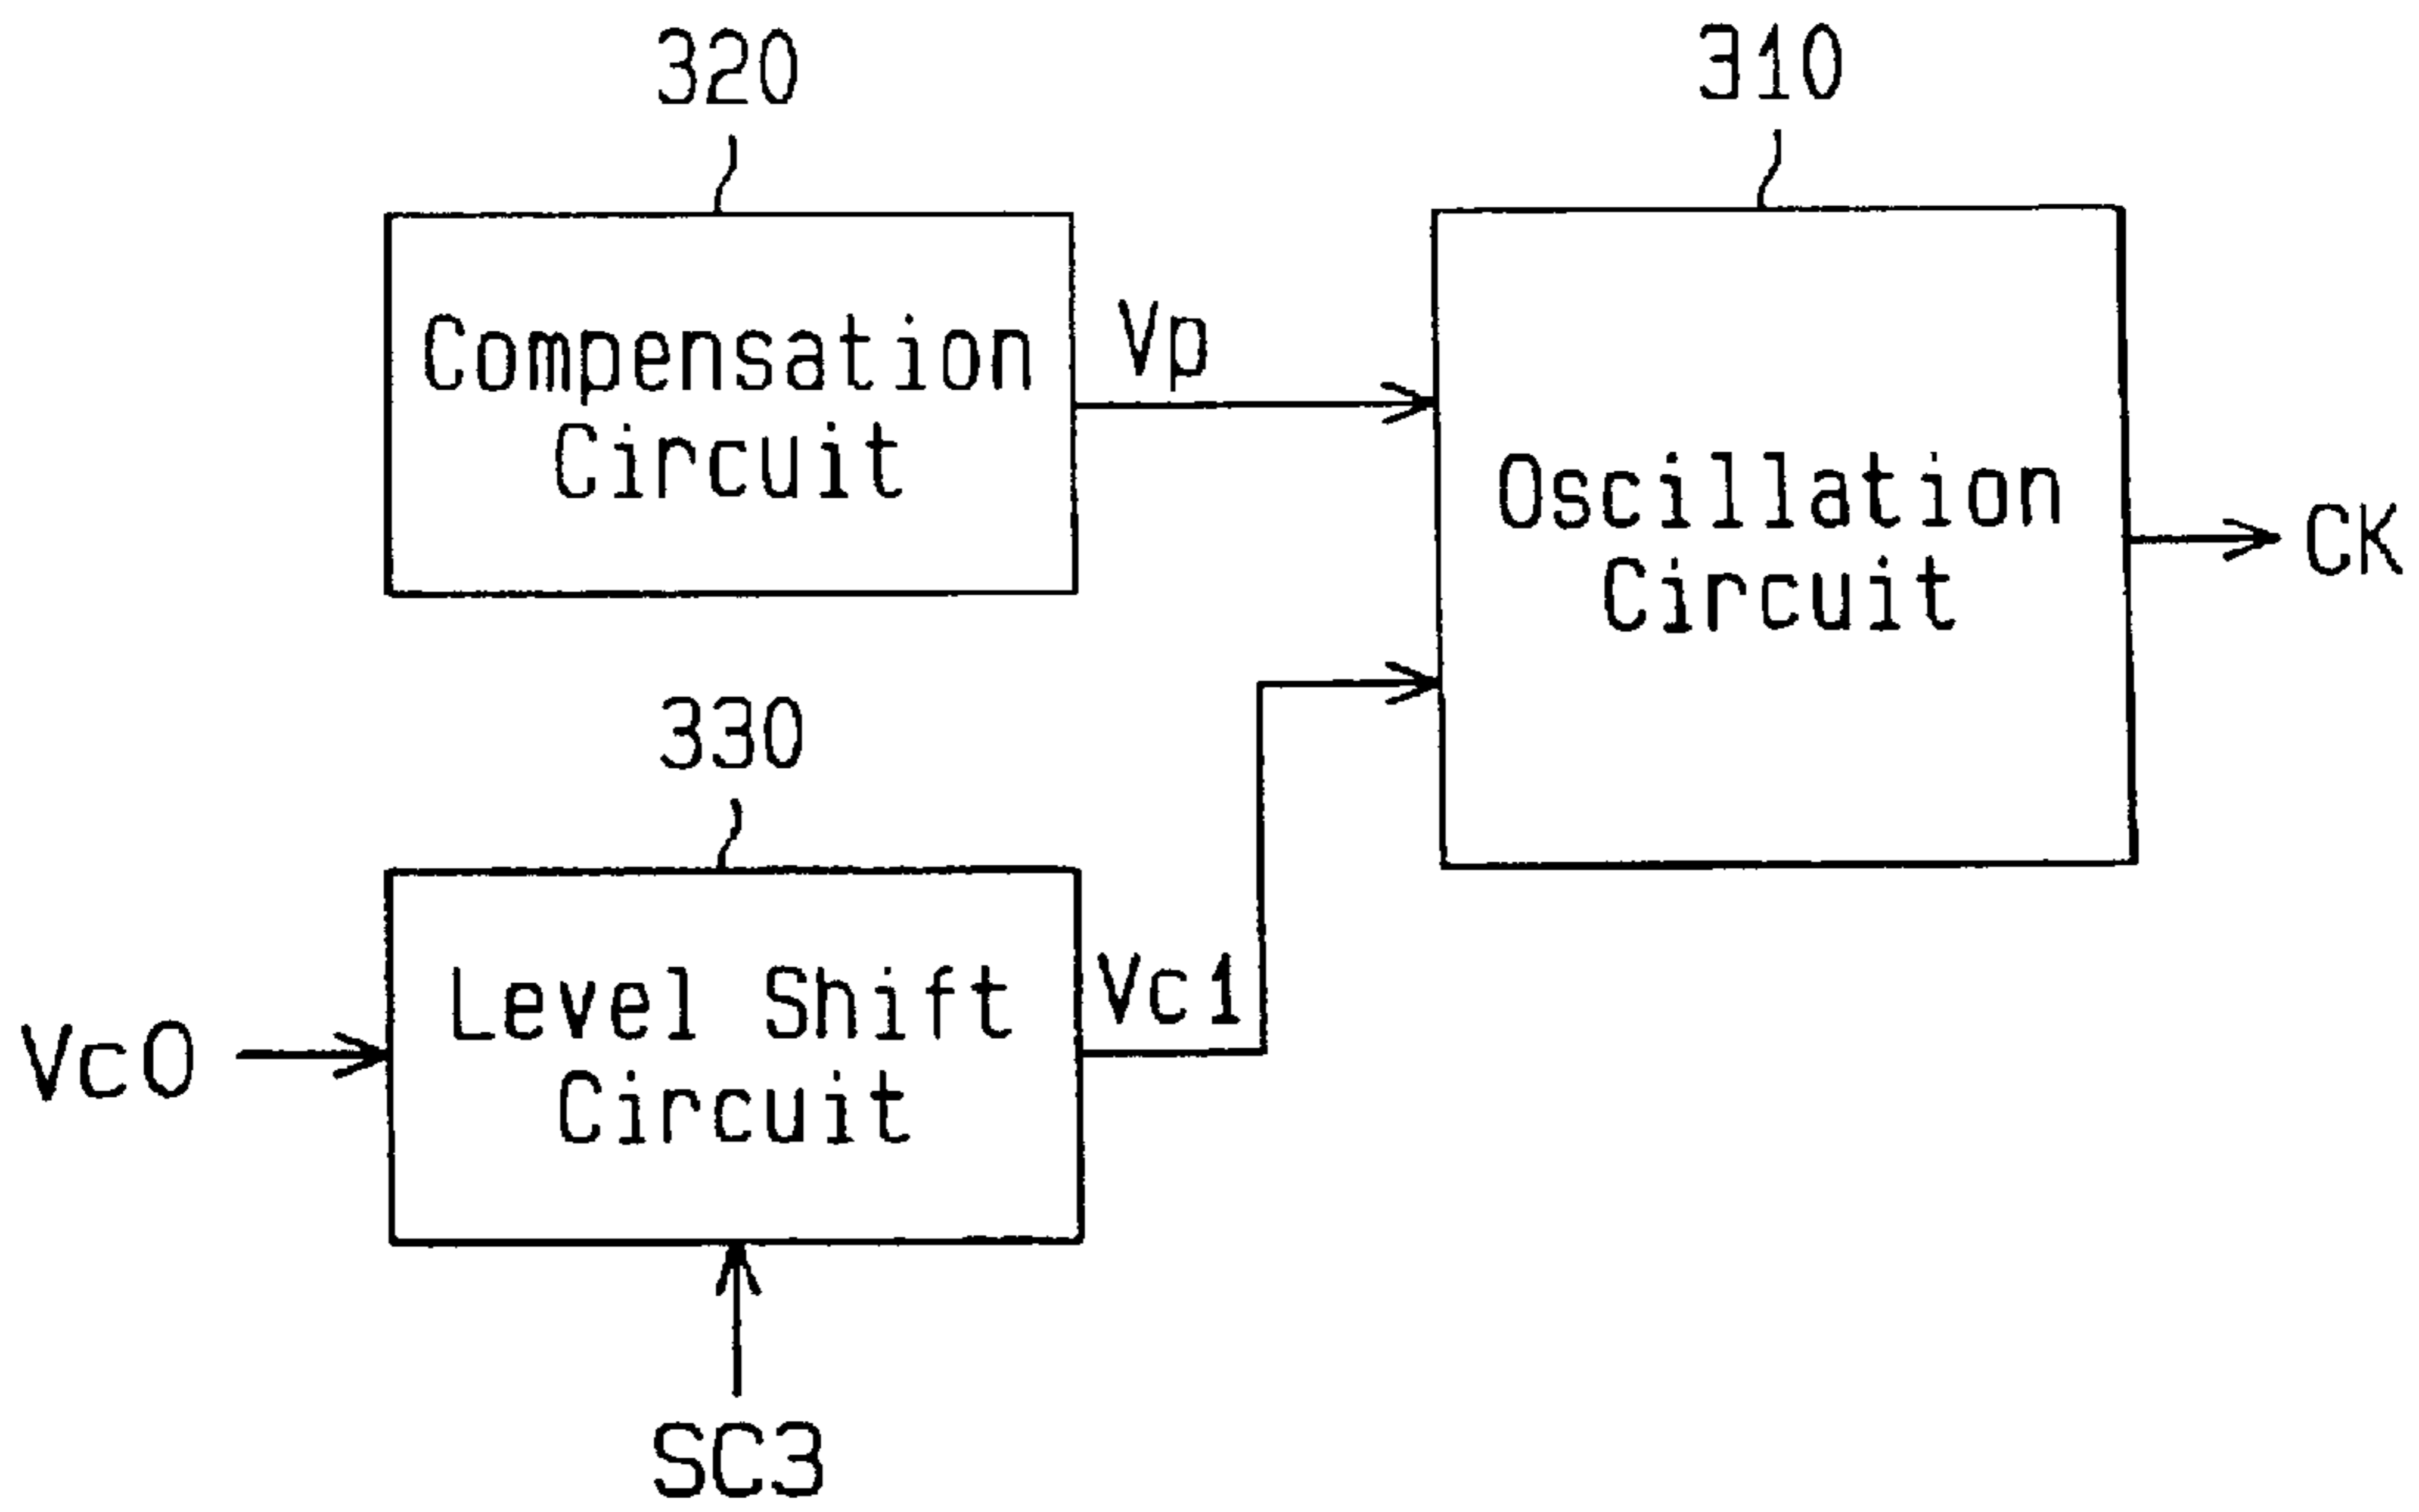 320
310
Compensation
Circuit
Vp
Oscillation
Circuit
CK
330
Level Shift
Circuit
Vc1
Vc0
SC3